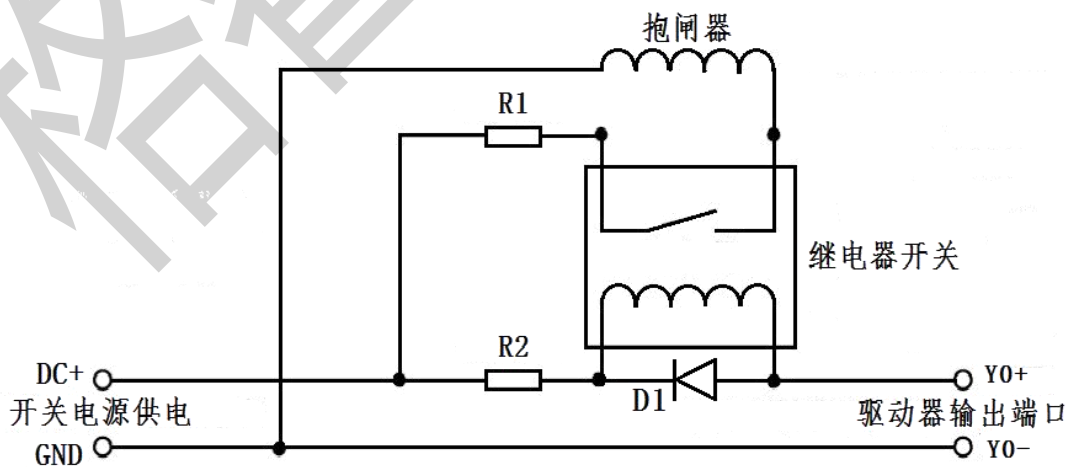 抱闸器
R1
继电器开关
R2
DC+
D1
Y0+
开关电源供电
驱动器输出端口
GND
Y0-